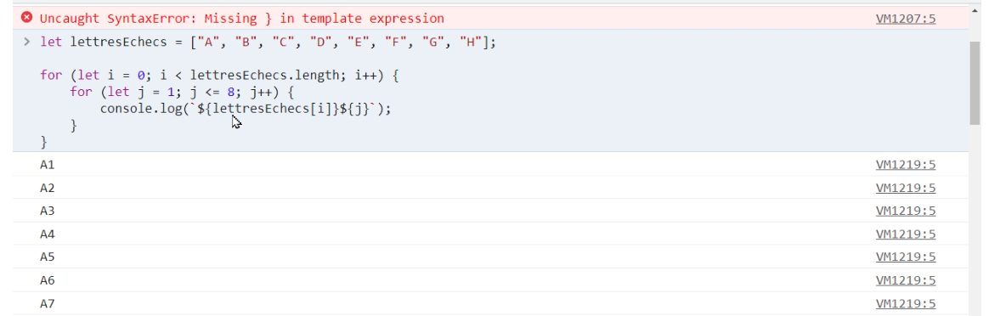 Uncaught SyntaxError: Missing } in template expression VM1207:5
> let lettresEchecs = ["A", "B", "C", "D", "E", "F", "G", "H"];
for (let i = 0; i < lettresEchecs.length; i++) {
for (let j = 1; j <= 8; j++) {
console.log(`${lettresEchecs[i]}${j}`);
}
}
A1 VM1219:5
A2 VM1219:5
A3 VM1219:5
A4 VM1219:5
A5 VM1219:5
A6 VM1219:5
A7 VM1219:5